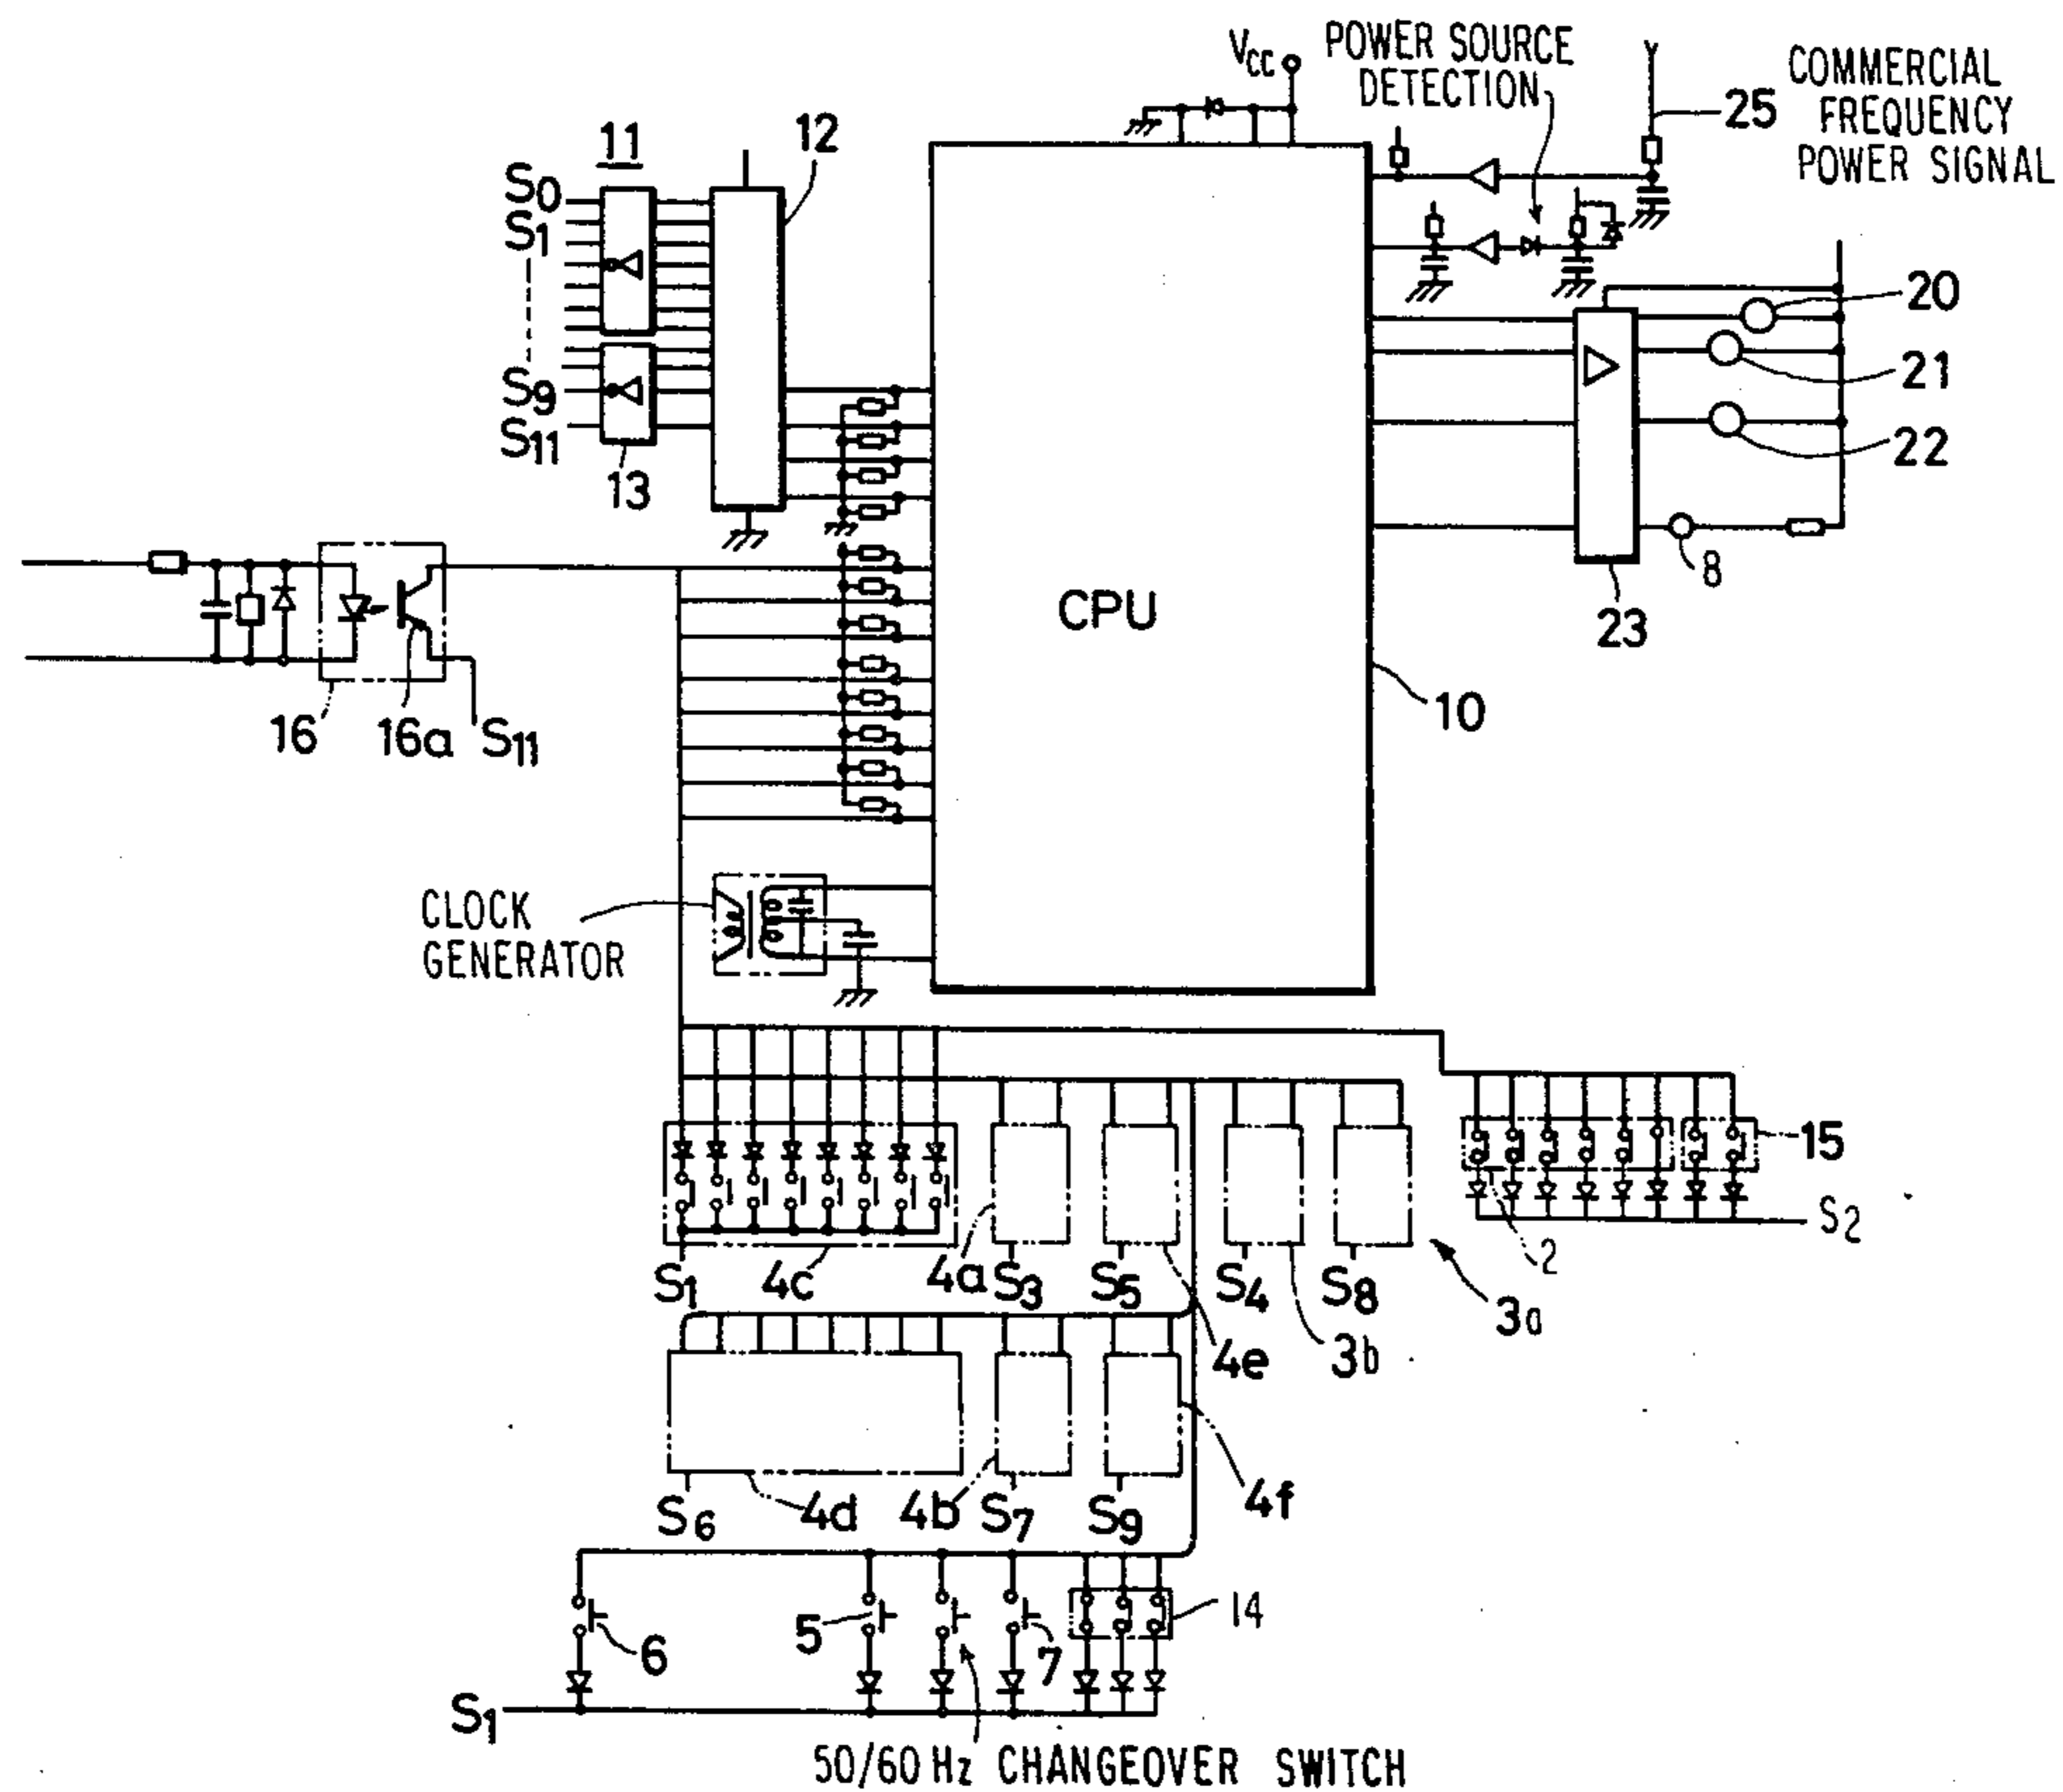 VCC
POWER SOURCE
DETECTION
COMMERCIAL
FREQUENCY
POWER SIGNAL
25
11
12
S0
S1
S9
S11
13
20
21
22
8
23
CPU
10
16
16a
S11
CLOCK
GENERATOR
15
S2
2
S1
4c
4a
S3
S5
S4
S8
3a
4e
3b
S6
4d
4b
S7
S9
4f
6
5
7
14
S1
50/60 Hz CHANGEOVER SWITCH